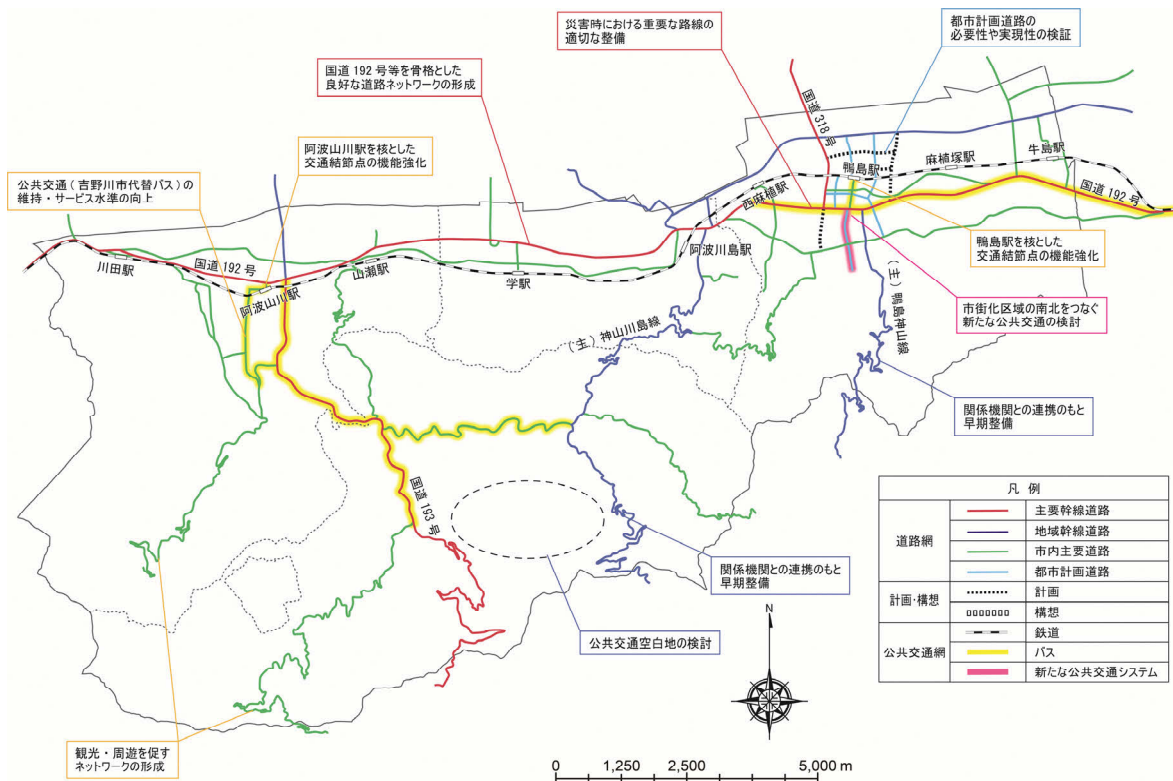 災害時における重要な路線の
適切な整備
都市計画道路の
必要性や実現性の検証
国道 192 号等を骨格とした
良好な道路ネットワークの形成
国道 318 号
阿波山川駅を核とした
交通結節点の機能強化
公共交通(吉野川市代替バス)の
維持・サービス水準の向上
牛島駅
麻植塚駅
鴨島駅
西麻植駅
国道 192 号
阿波川島駅
鴨島駅を核とした
交通結節点の機能強化
川田駅
国道 192 号
山瀬駅
学駅
阿波山川駅
(主)神山川島線
(主)鴨島神山線
市街化区域の南北をつなぐ
新たな公共交通の検討
関係機関との連携のもと
早期整備
国道 193 号
関係機関との連携のもと
早期整備
公共交通空白地の検討
観光・周遊を促す
ネットワークの形成
凡 例
道路網
主要幹線道路
地域幹線道路
市内主要道路
都市計画道路
計画・構想
計画
構想
公共交通網
鉄道
バス
新たな公共交通システム
N
0 1,250 2,500 5,000 m